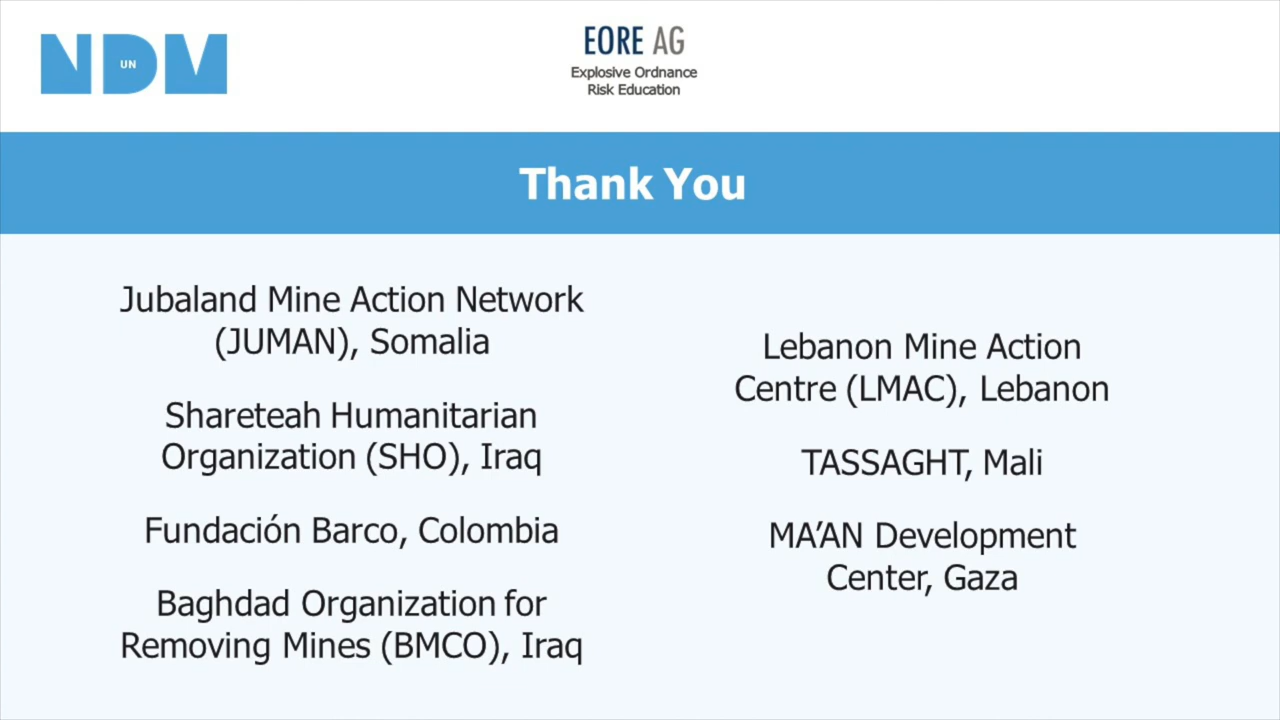 NDM
UN
EORE AG
Explosive Ordnance
Risk Education
Thank You
Jubaland Mine Action Network
(JUMAN), Somalia
Shareteah Humanitarian
Organization (SHO), Iraq
Fundación Barco, Colombia
Baghdad Organization for
Removing Mines (BMCO), Iraq
Lebanon Mine Action
Centre (LMAC), Lebanon
TASSAGHT, Mali
MA’AN Development
Center, Gaza